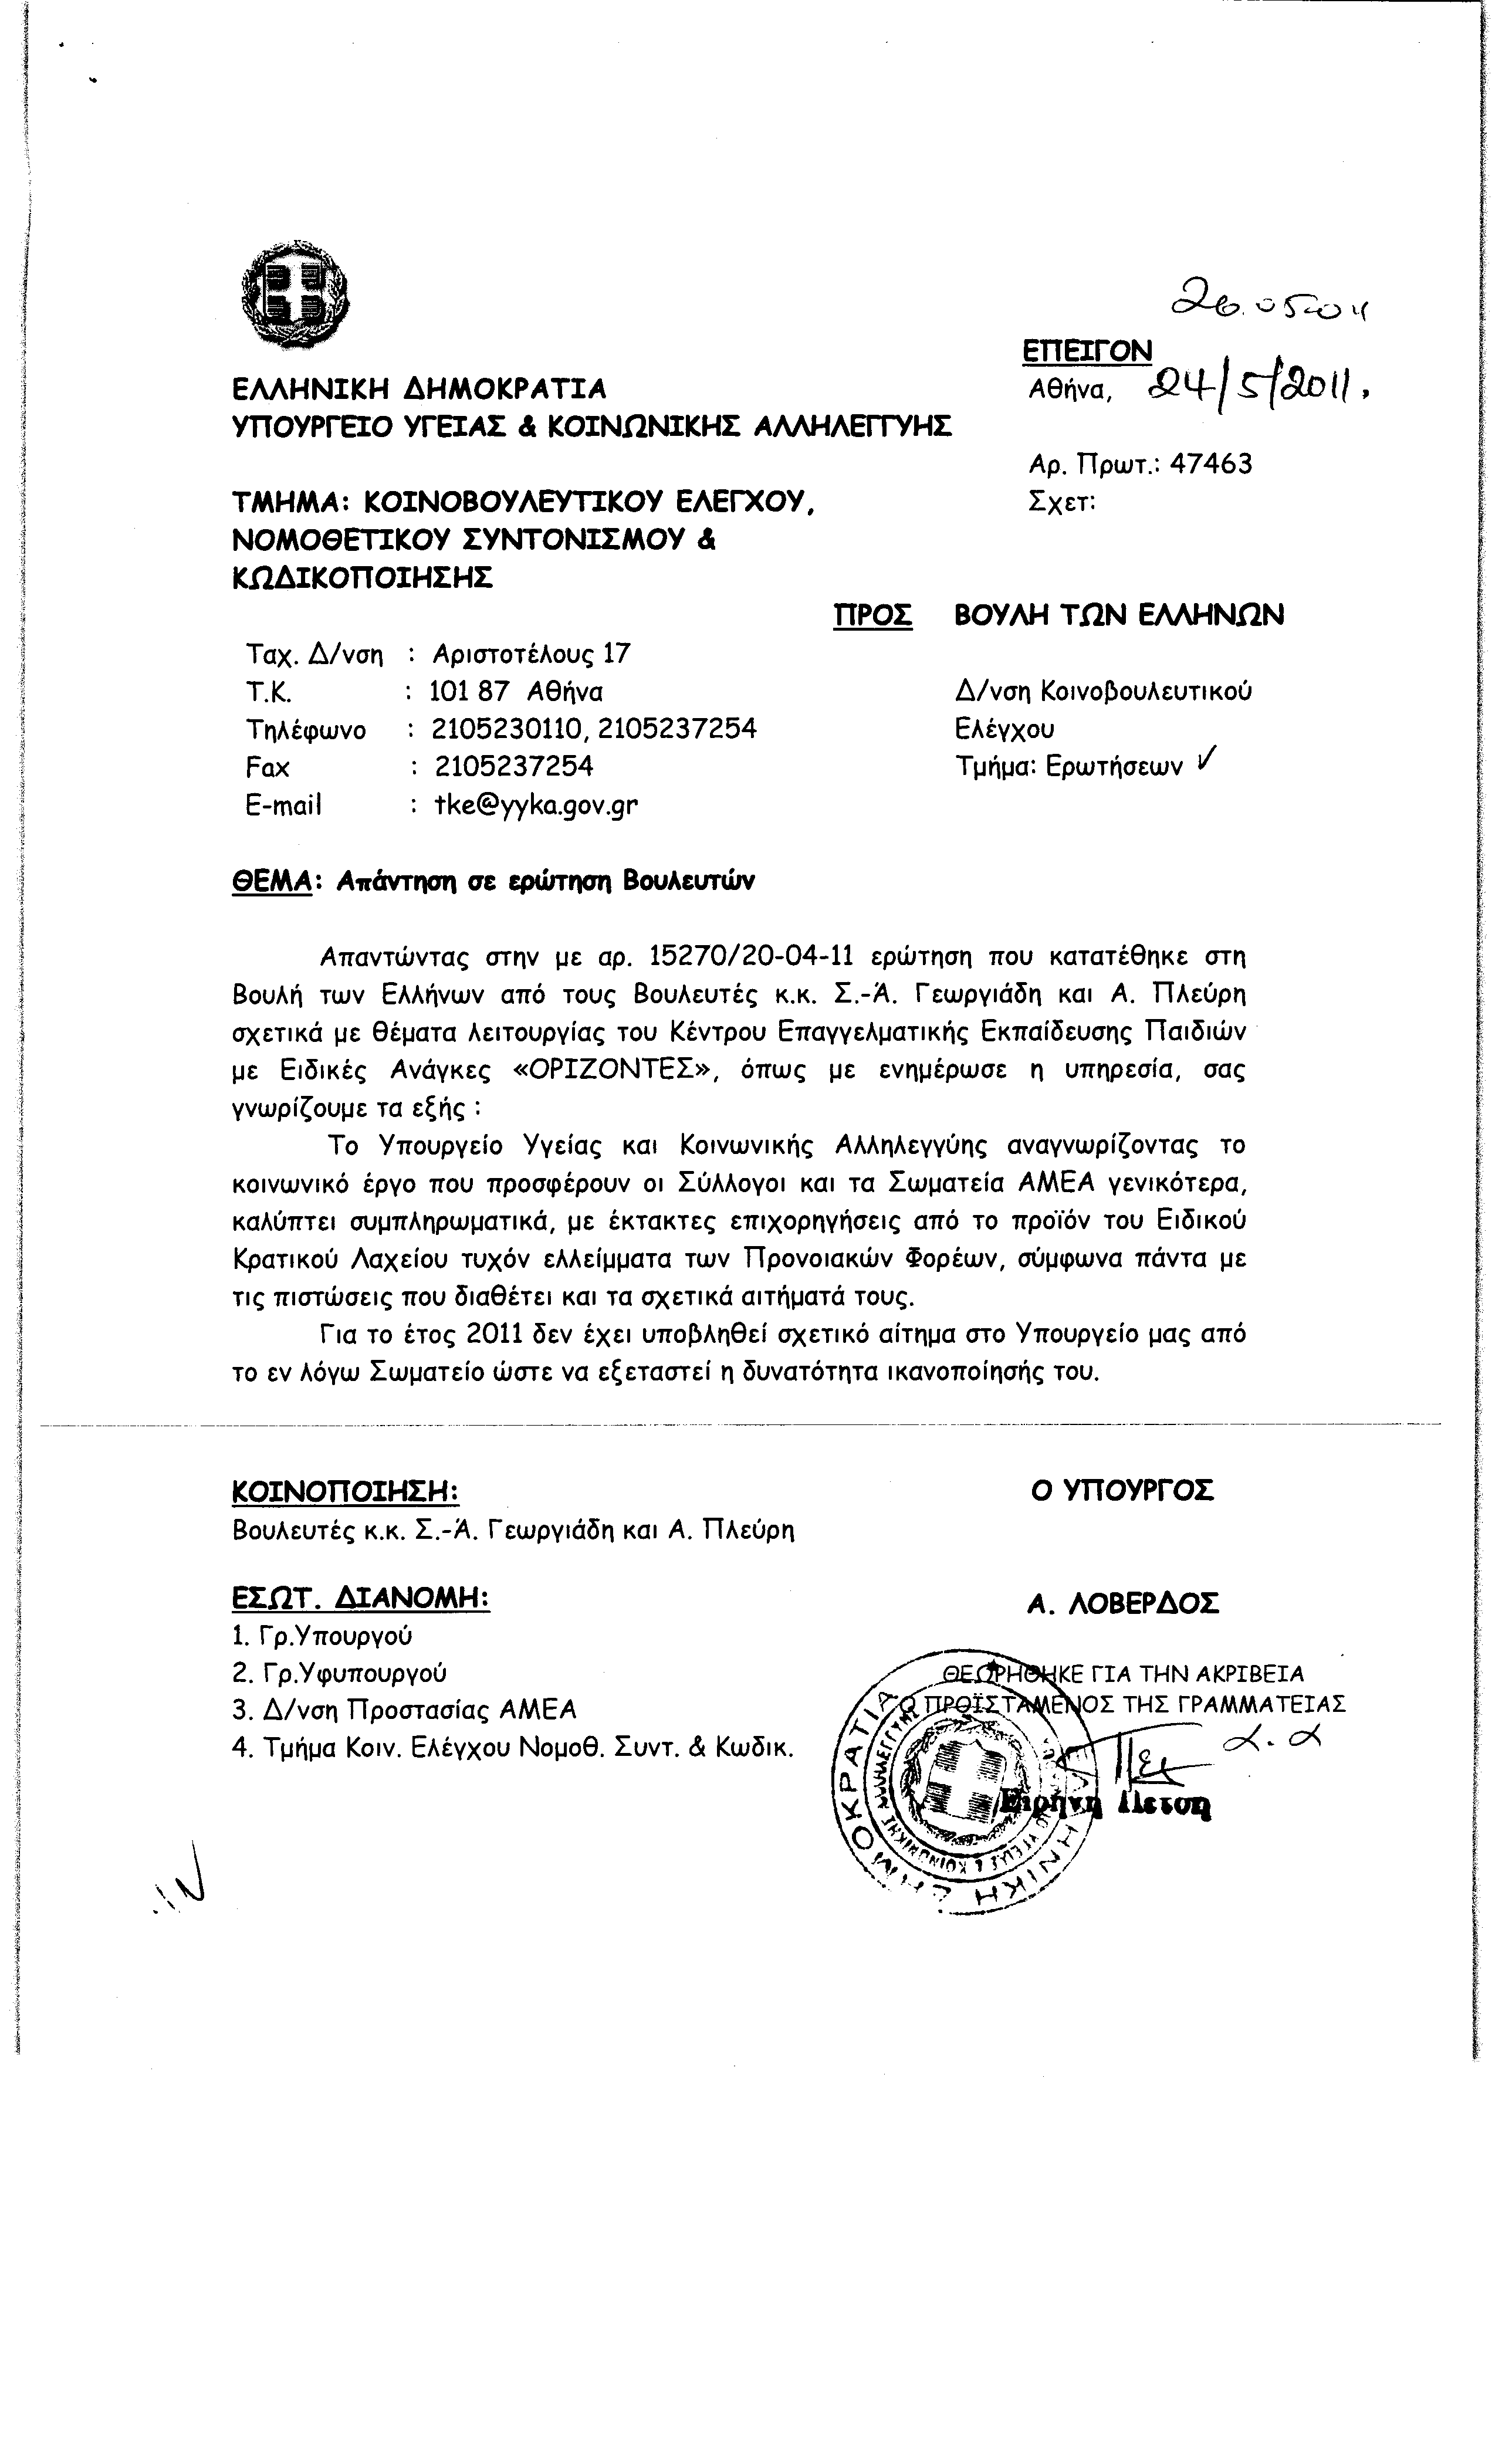 26.05.2011
ΕΠΕΙΓΟΝ
Αθήνα, 24/5/2011.
ΕΛΛΗΝΙΚΗ ΔΗΜΟΚΡΑΤΙΑ
ΥΠΟΥΡΓΕΙΟ ΥΓΕΙΑΣ & ΚΟΙΝΩΝΙΚΗΣ ΑΛΛΗΛΕΓΓΥΗΣ
Αρ. Πρωτ.: 47463
Σχετ:
ΤΜΗΜΑ: ΚΟΙΝΟΒΟΥΛΕΥΤΙΚΟΥ ΕΛΕΓΧΟΥ,
ΝΟΜΟΘΕΤΙΚΟΥ ΣΥΝΤΟΝΙΣΜΟΥ &
ΚΩΔΙΚΟΠΟΙΗΣΗΣ
ΠΡΟΣ ΒΟΥΛΗ ΤΩΝ ΕΛΛΗΝΩΝ
Ταχ. Δ/νση : Αριστοτέλους 17
Τ.Κ. : 101 87 Αθήνα
Τηλέφωνο : 2105230110, 2105237254
Fax : 2105237254
E-mail : tke@yyka.gov.gr
Δ/νση Κοινοβουλευτικού
Ελέγχου
Τμήμα: Ερωτήσεων ✓
ΘΕΜΑ: Απάντηση σε ερώτηση Βουλευτών
Απαντώντας στην με αρ. 15270/20-04-11 ερώτηση που κατατέθηκε στη
Βουλή των Ελλήνων από τους Βουλευτές κ.κ. Σ.-Ά. Γεωργιάδη και Α. Πλεύρη
σχετικά με θέματα λειτουργίας του Κέντρου Επαγγελματικής Εκπαίδευσης Παιδιών
με Ειδικές Ανάγκες «ΟΡΙΖΟΝΤΕΣ», όπως με ενημέρωσε η υπηρεσία, σας
γνωρίζουμε τα εξής :
Το Υπουργείο Υγείας και Κοινωνικής Αλληλεγγύης αναγνωρίζοντας το
κοινωνικό έργο που προσφέρουν οι Σύλλογοι και τα Σωματεία ΑΜΕΑ γενικότερα,
καλύπτει συμπληρωματικά, με έκτακτες επιχορηγήσεις από το προϊόν του Ειδικού
Κρατικού Λαχείου τυχόν ελλείμματα των Προνοιακών Φορέων, σύμφωνα πάντα με
τις πιστώσεις που διαθέτει και τα σχετικά αιτήματά τους.
Για το έτος 2011 δεν έχει υποβληθεί σχετικό αίτημα στο Υπουργείο μας από
το εν λόγω Σωματείο ώστε να εξεταστεί η δυνατότητα ικανοποίησής του.
ΚΟΙΝΟΠΟΙΗΣΗ:
Βουλευτές κ.κ. Σ.-Ά. Γεωργιάδη και Α. Πλεύρη
Ο ΥΠΟΥΡΓΟΣ
ΕΣΩΤ. ΔΙΑΝΟΜΗ:
1. Γρ.Υπουργού
2. Γρ.Υφυπουργού
3. Δ/νση Προστασίας ΑΜΕΑ
4. Τμήμα Κοιν. Ελέγχου Νομοθ. Συντ. & Κωδικ.
Α. ΛΟΒΕΡΔΟΣ
ΘΕΩΡΗΘΗΚΕ ΓΙΑ ΤΗΝ ΑΚΡΙΒΕΙΑ
Ο ΠΡΟΪΣΤΑΜΕΝΟΣ ΤΗΣ ΓΡΑΜΜΑΤΕΙΑΣ
α.α
Ειρήνη Πέτση
ΕΛΛΗΝΙΚΗ ΔΗΜΟΚΡΑΤΙΑ